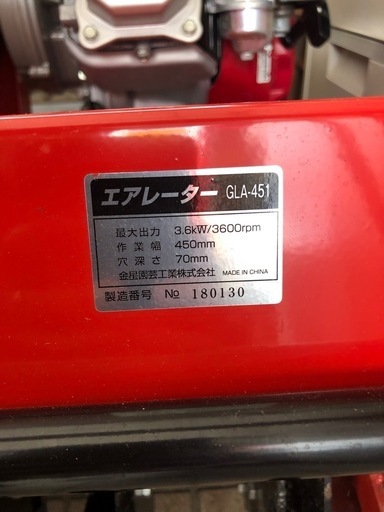 エアレーター GLA-451
最大出力 3.6kW/3600rpm
作業幅 450mm
穴深さ 70mm
金星園芸工業株式会社 MADE IN CHINA
製造番号 № 180130